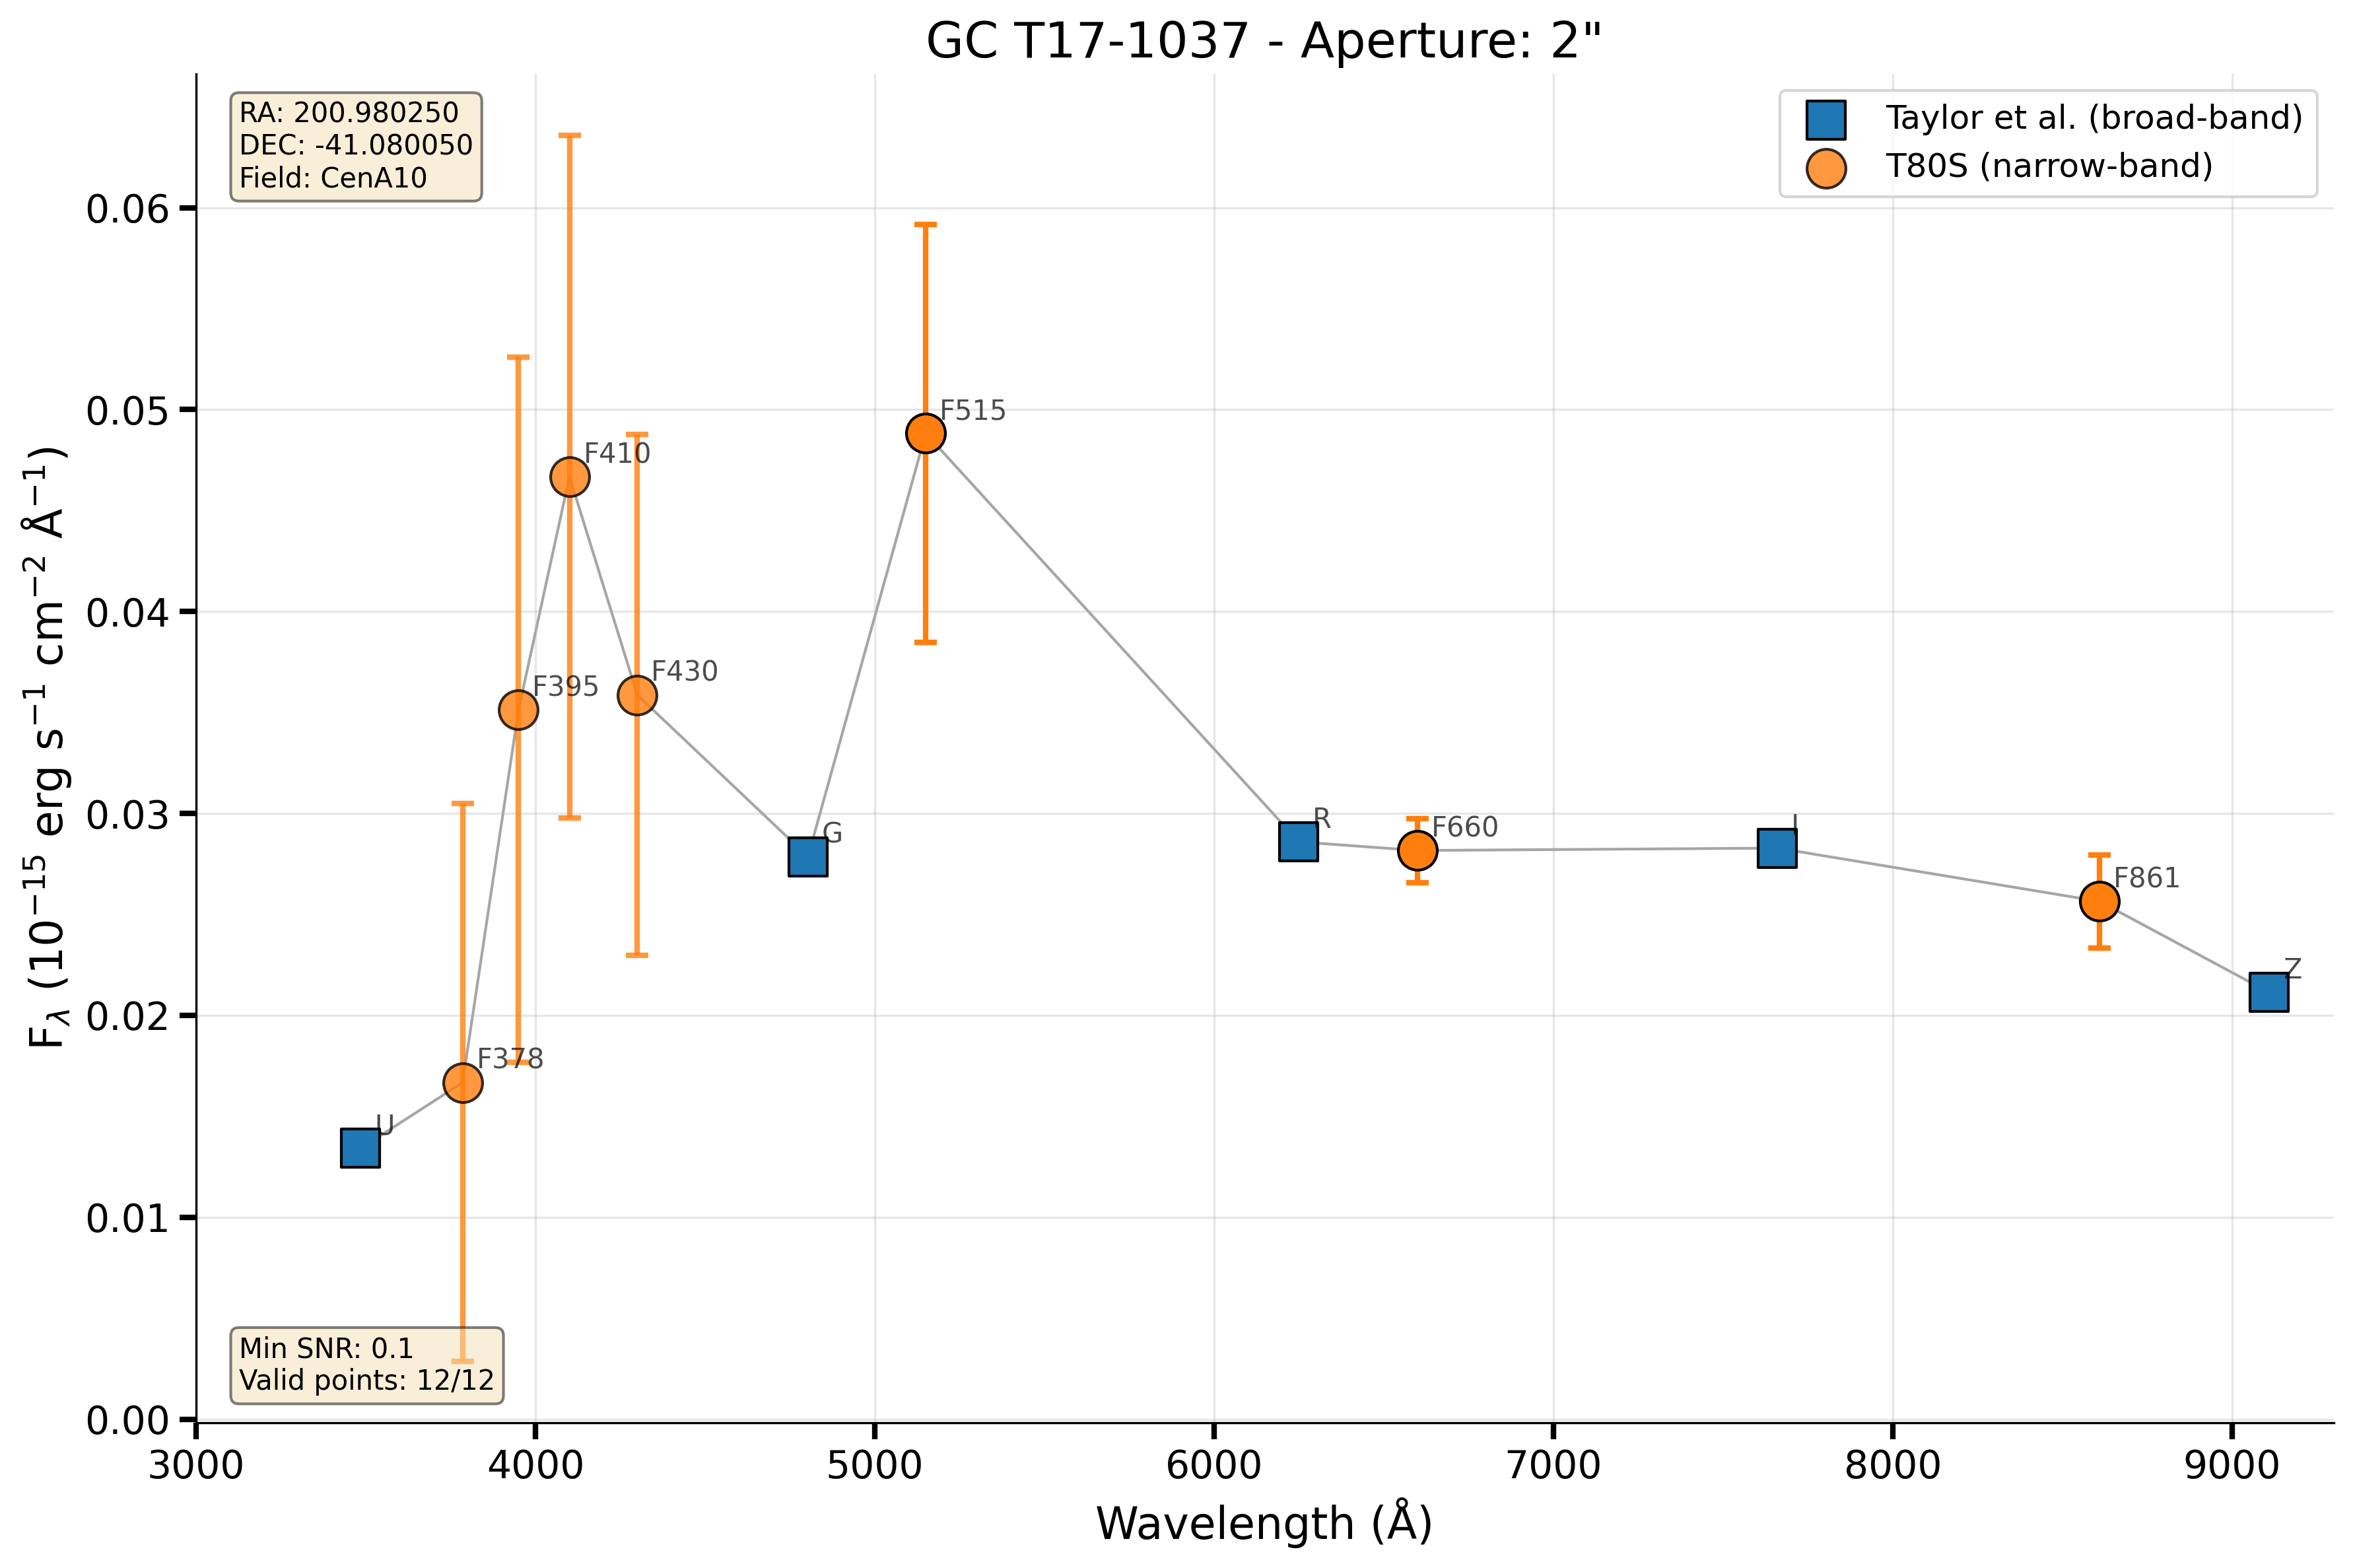 GC T17-1037 - Aperture: 2"
RA: 200.980250
DEC: -41.080050
Field: CenA10
Taylor et al. (broad-band)
T80S (narrow-band)
F_λ (10⁻¹⁵ erg s⁻¹ cm⁻² Å⁻¹)
0.06
0.05
0.04
0.03
0.02
0.01
0.00
U
F378
F395
F410
F430
G
F515
R
F660
I
F861
Z
Min SNR: 0.1
Valid points: 12/12
3000 4000 5000 6000 7000 8000 9000
Wavelength (Å)